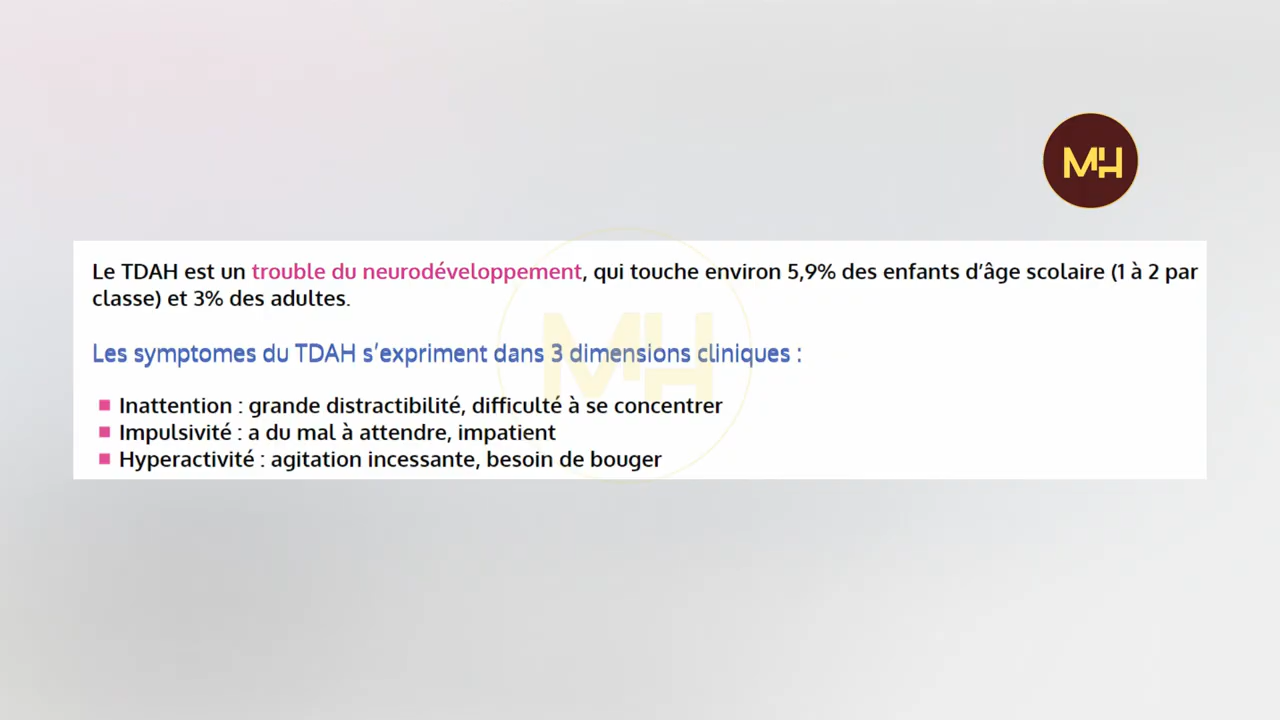 MH
Le TDAH est un trouble du neurodéveloppement, qui touche environ 5,9% des enfants d’âge scolaire (1 à 2 par
classe) et 3% des adultes.
Les symptomes du TDAH s’expriment dans 3 dimensions cliniques :
Inattention : grande distractibilité, difficulté à se concentrer
Impulsivité : a du mal à attendre, impatient
Hyperactivité : agitation incessante, besoin de bouger
MH